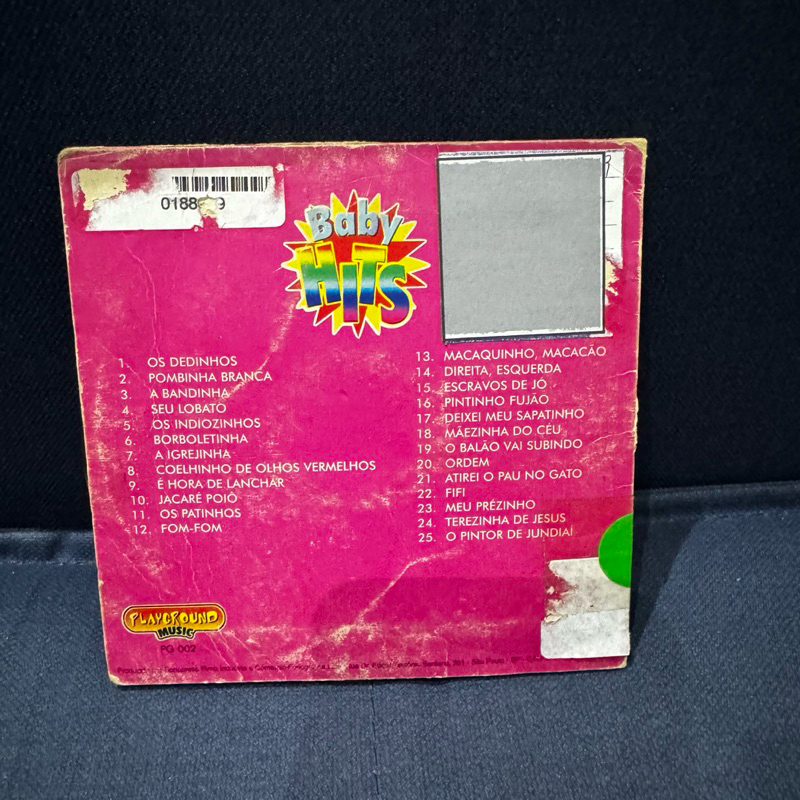 Baby
HITS
1. OS DEDINHOS
2. POMBINHA BRANCA
3. A BANDINHA
4. SEU LOBATO
5. OS INDIOZINHOS
6. BORBOLETINHA
7. A IGREJINHA
8. COELHINHO DE OLHOS VERMELHOS
9. É HORA DE LANCHAR
10. JACARÉ POIÔ
11. OS PATINHOS
12. FOM-FOM
13. MACAQUINHO, MACACÃO
14. DIREITA, ESQUERDA
15. ESCRAVOS DE JÓ
16. PINTINHO FUJÃO
17. DEIXEI MEU SAPATINHO
18. MÃEZINHA DO CÉU
19. O BALÃO VAI SUBINDO
20. ORDEM
21. ATIREI O PAU NO GATO
22. FIFI
23. MEU PRÉZINHO
24. TEREZINHA DE JESUS
25. O PINTOR DE JUNDIAÍ
PLAYGROUND
MUSIC
PG 002